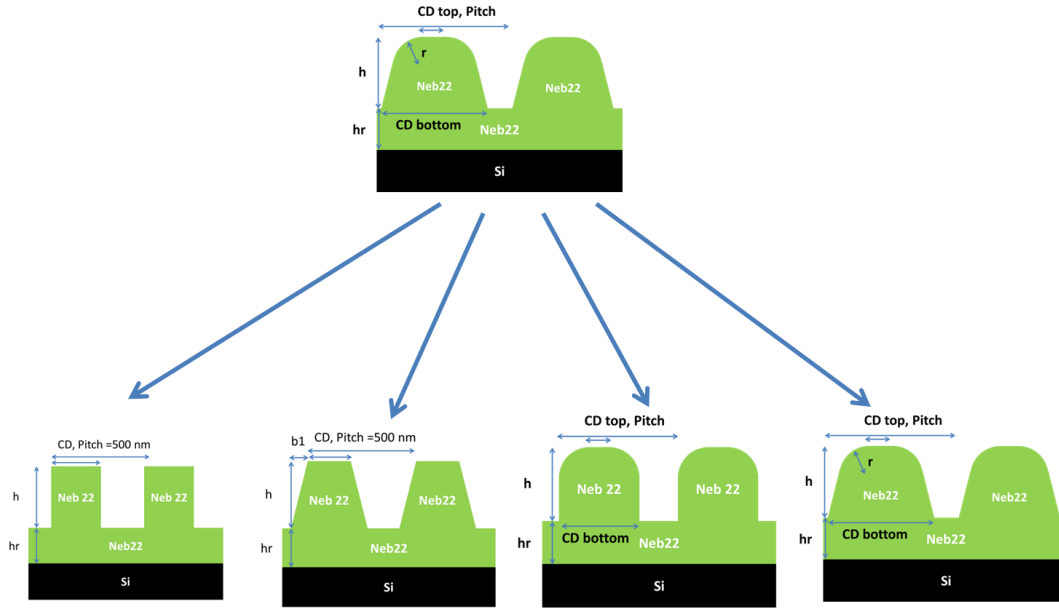 CD top, Pitch
h
r
Neb22
Neb22
hr
CD bottom
Neb22
Si
CD, Pitch =500 nm
h
Neb 22
Neb 22
hr
Neb22
Si
b1
CD, Pitch =500 nm
h
Neb 22
Neb22
hr
Neb22
Si
CD top, Pitch
h
Neb 22
Neb 22
hr
CD bottom
Neb22
Si
CD top, Pitch
h
r
Neb22
Neb22
hr
CD bottom
Neb22
Si